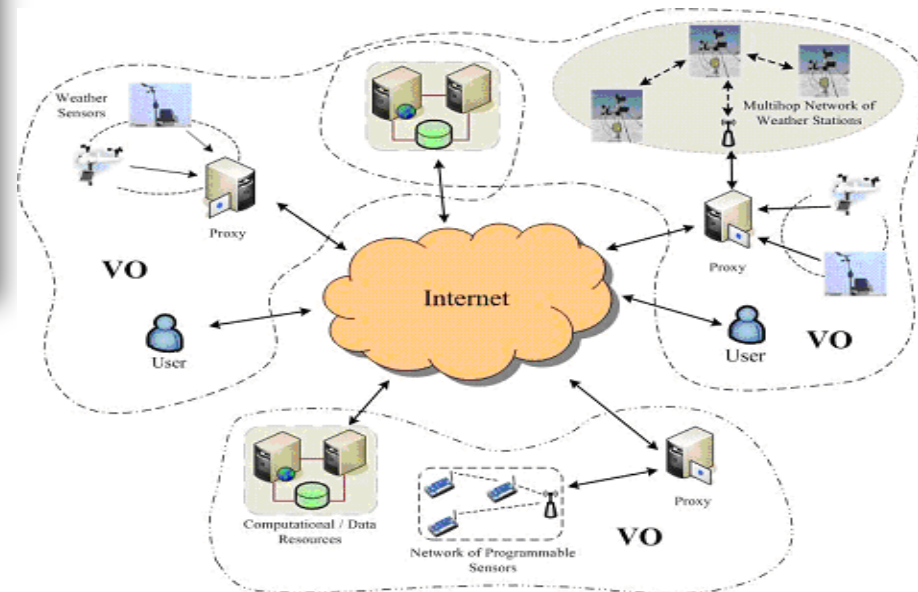 Weather
Sensors
Proxy
VO
User
Internet
Multihop Network of
Weather Stations
Proxy
User
VO
Computational / Data
Resources
Network of Programmable
Sensors
Proxy
VO